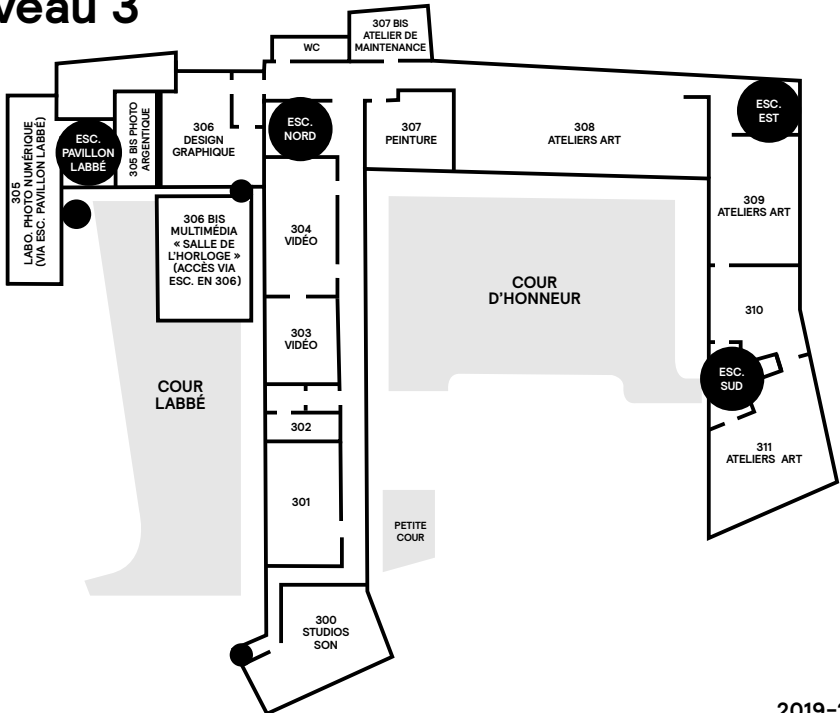 veau 3
307 BIS
ATELIER DE
MAINTENANCE
WC
305
LABO. PHOTO NUMÉRIQUE
(VIA ESC. PAVILLON LABBÉ)
ESC.
PAVILLON
LABBÉ
305 BIS PHOTO
ARGENTIQUE
306
DESIGN
GRAPHIQUE
ESC.
NORD
307
PEINTURE
308
ATELIERS ART
ESC.
EST
309
ATELIERS ART
306 BIS
MULTIMÉDIA
« SALLE DE
L'HORLOGE »
(ACCÈS VIA
ESC. EN 306)
304
VIDÉO
COUR
D'HONNEUR
310
303
VIDÉO
ESC.
SUD
COUR
LABBÉ
302
311
ATELIERS ART
301
PETITE
COUR
300
STUDIOS
SON
2019-